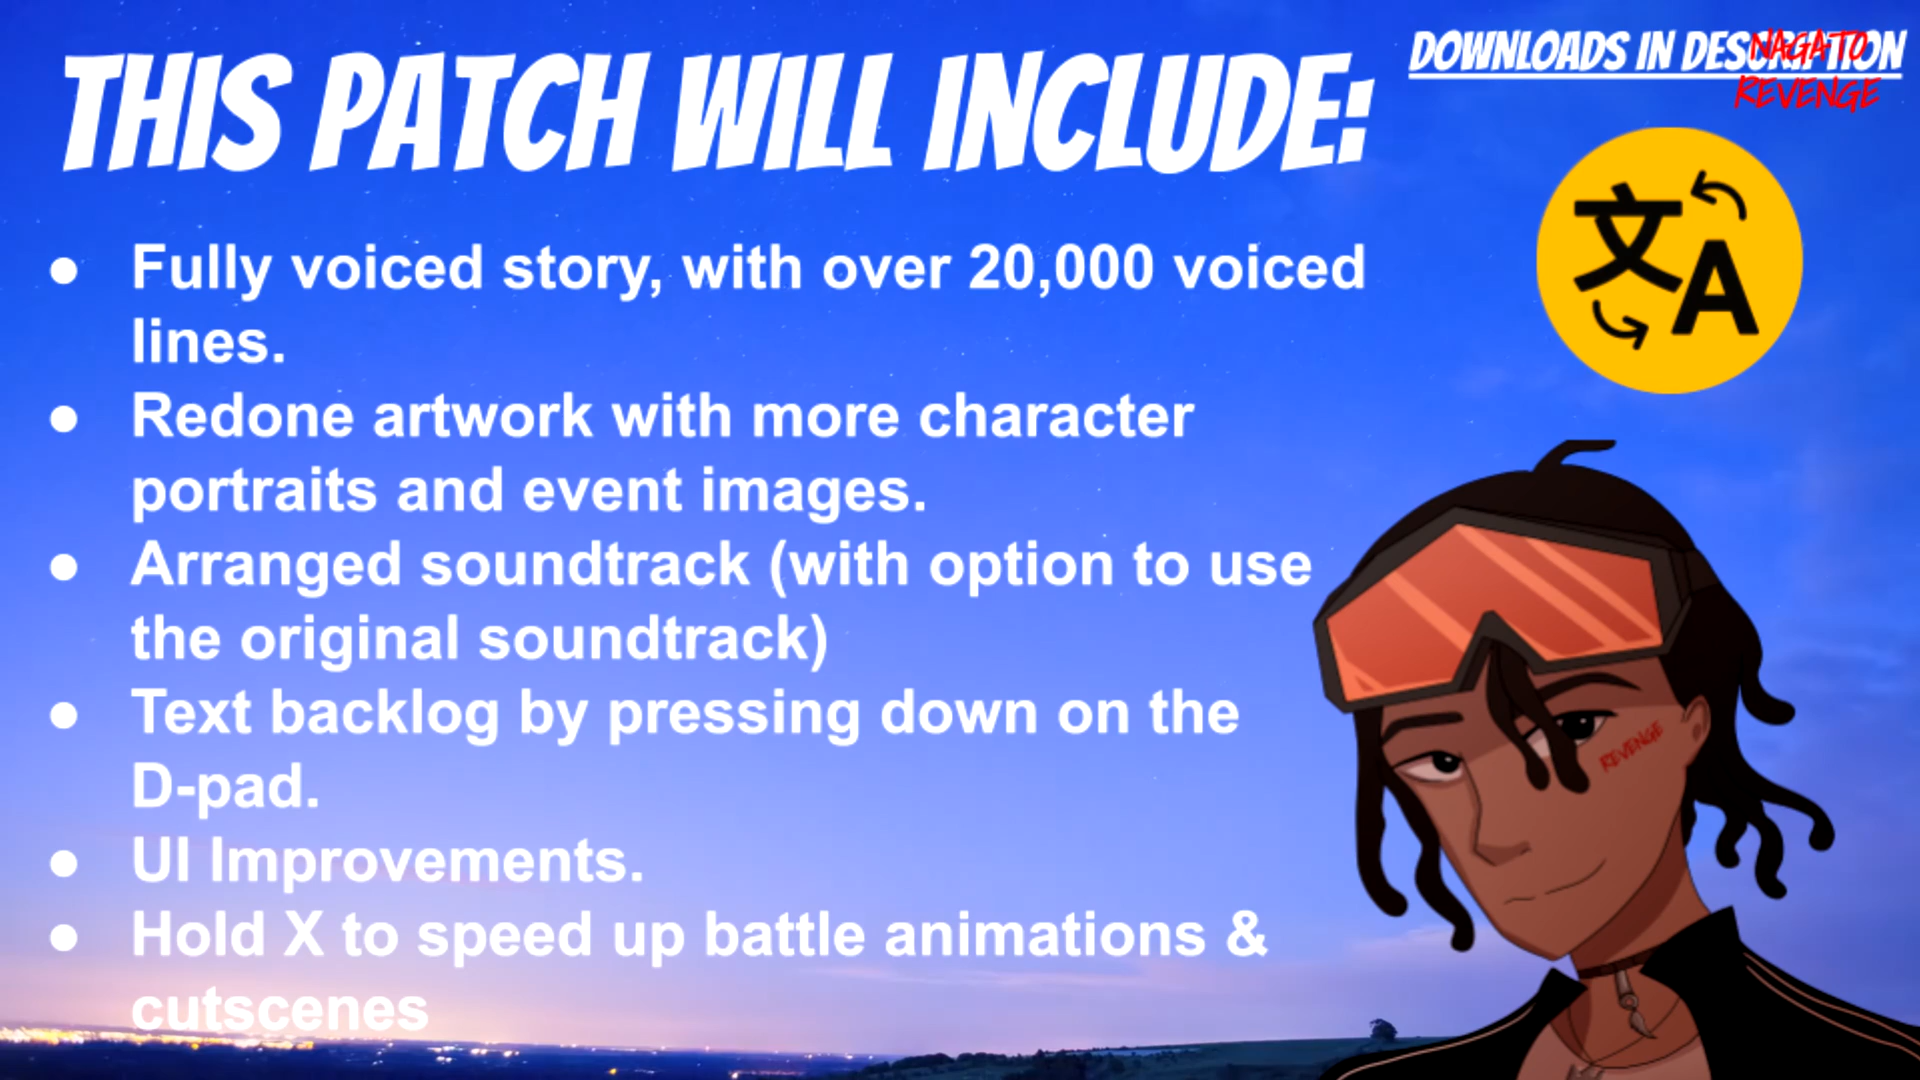 THIS PATCH WILL INCLUDE:
DOWNLOADS IN DESCRIPTION
NAGATO
REVENGE
文A
● Fully voiced story, with over 20,000 voiced
lines.
● Redone artwork with more character
portraits and event images.
● Arranged soundtrack (with option to use
the original soundtrack)
● Text backlog by pressing down on the
D-pad.
● UI Improvements.
● Hold X to speed up battle animations &
cutscenes
REVENGE